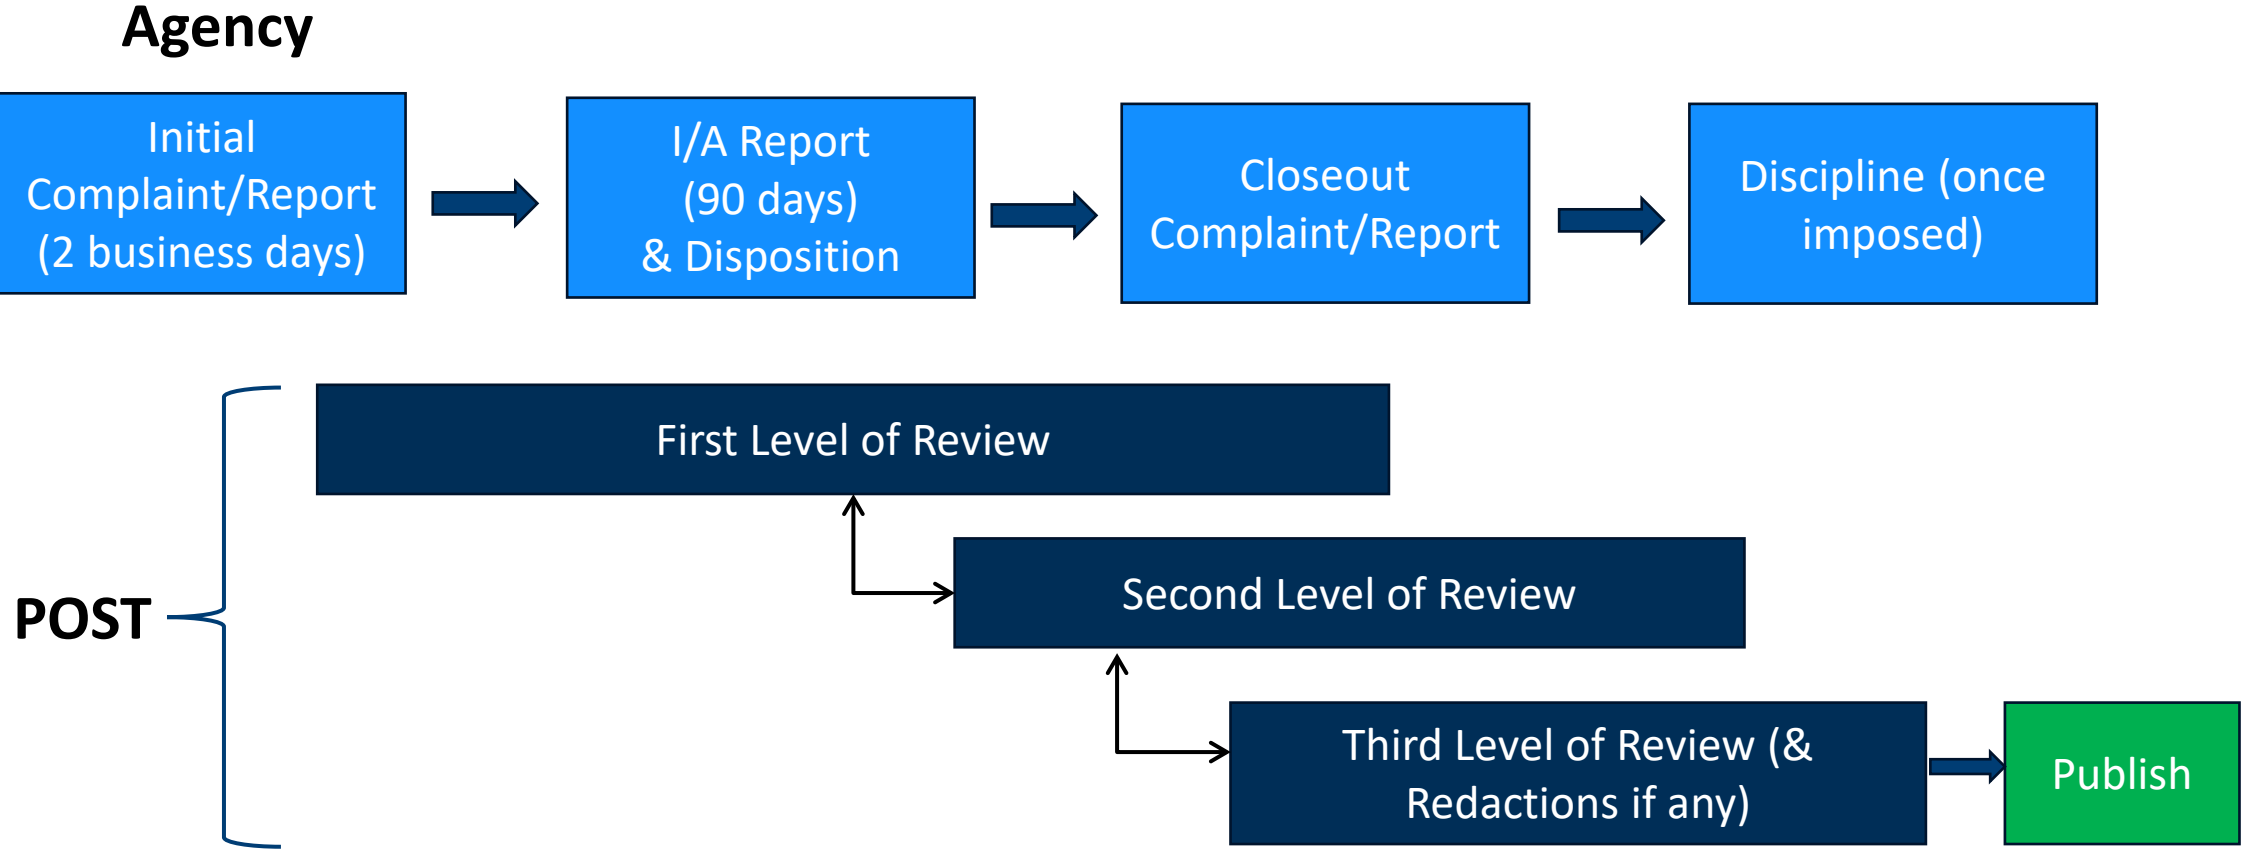 Agency
Initial
Complaint/Report
(2 business days)
I/A Report
(90 days)
& Disposition
Closeout
Complaint/Report
Discipline (once
imposed)
POST
First Level of Review
Second Level of Review
Third Level of Review (&
Redactions if any)
Publish